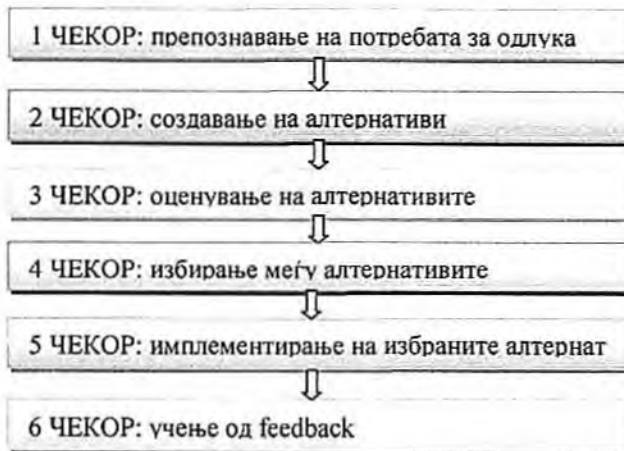 1 ЧЕКОР: препознавање на потребата за одлука
2 ЧЕКОР: создавање на алтернативи
3 ЧЕКОР: оценување на алтернативите
4 ЧЕКОР: избирање меѓу алтернативите
5 ЧЕКОР: имплементирање на избраните алтернат
6 ЧЕКОР: учење од feedback